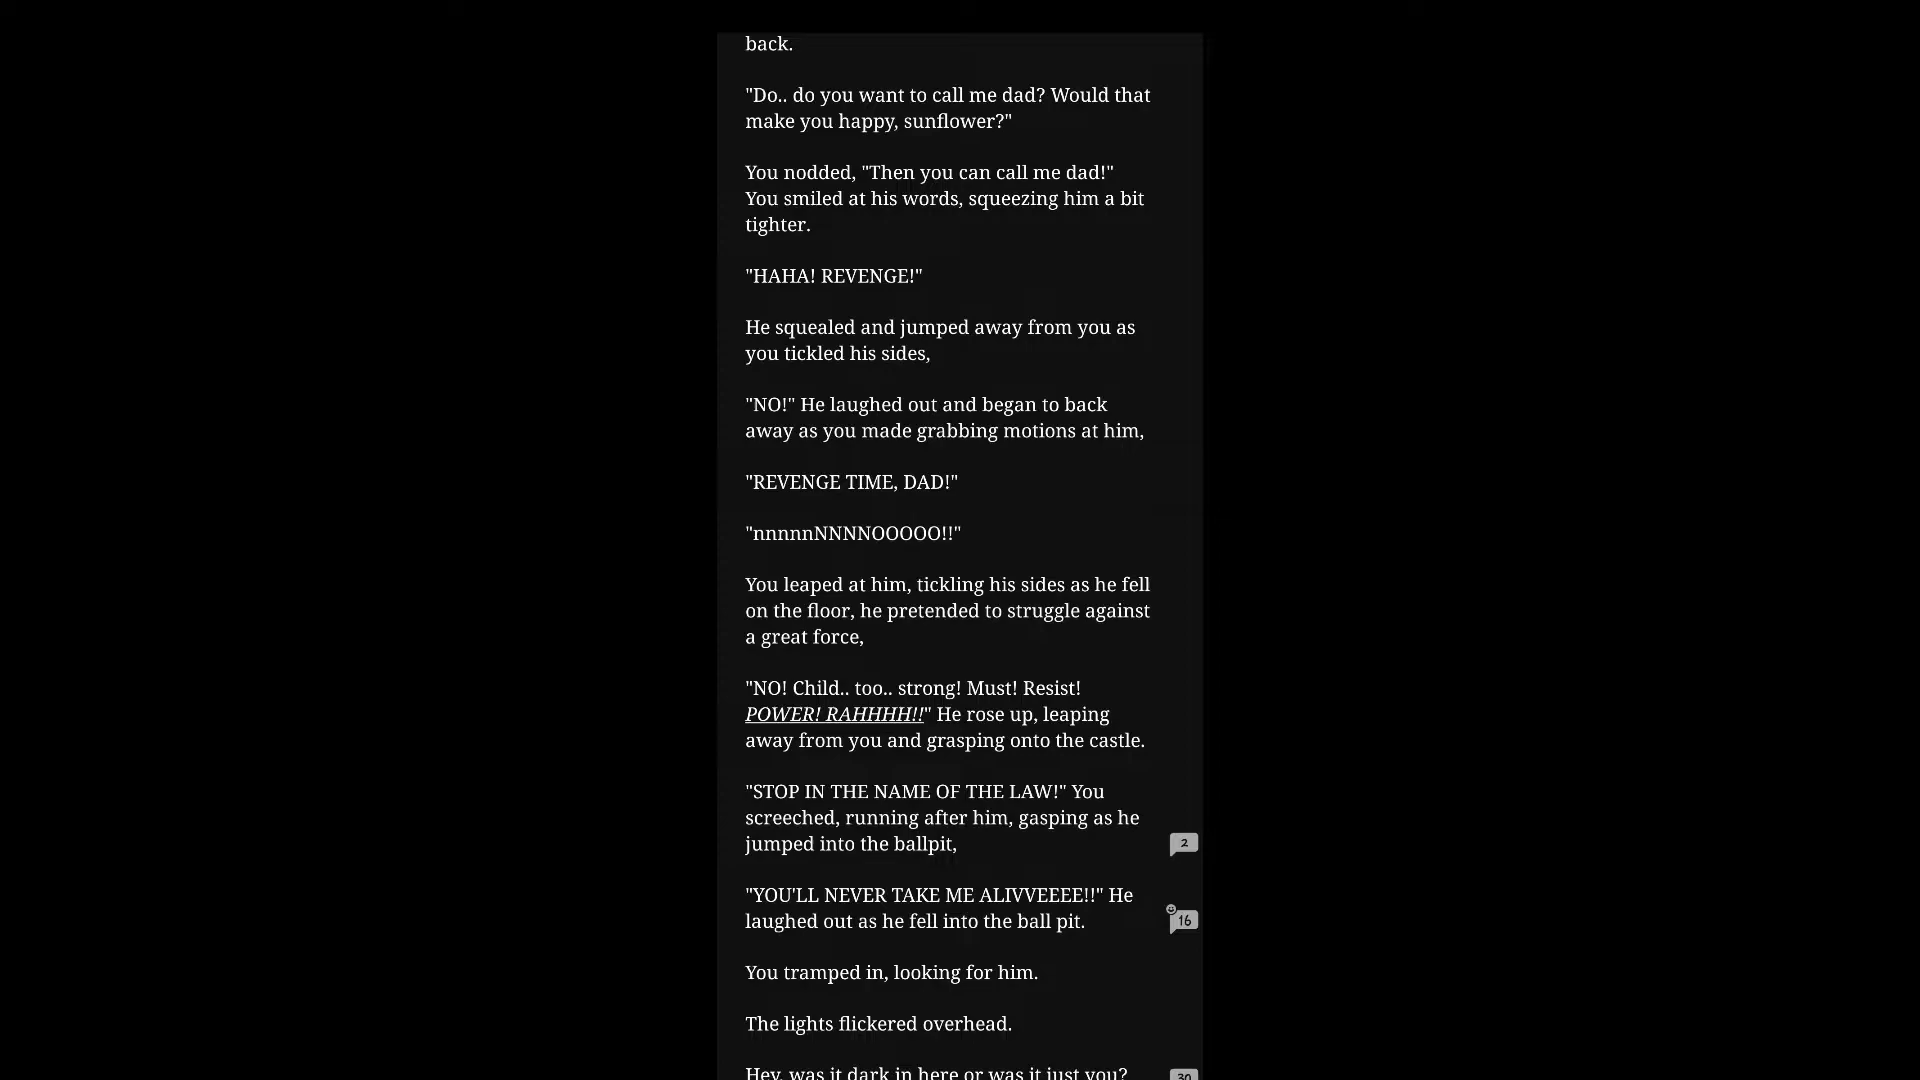 back.
"Do.. do you want to call me dad? Would that
make you happy, sunflower?"
You nodded, "Then you can call me dad!"
You smiled at his words, squeezing him a bit
tighter.
"HAHA! REVENGE!"
He squealed and jumped away from you as
you tickled his sides,
"NO!" He laughed out and began to back
away as you made grabbing motions at him,
"REVENGE TIME, DAD!"
"nnnnnNNNNOOOOO!!"
You leaped at him, tickling his sides as he fell
on the floor, he pretended to struggle against
a great force,
"NO! Child.. too.. strong! Must! Resist!
POWER! RAHHHH!!" He rose up, leaping
away from you and grasping onto the castle.
"STOP IN THE NAME OF THE LAW!" You
screeched, running after him, gasping as he
jumped into the ballpit,
2
"YOU'LL NEVER TAKE ME ALIVVEEEE!!" He
laughed out as he fell into the ball pit.
16
You tramped in, looking for him.
The lights flickered overhead.
Hey, was it dark in here or was it just you?
30